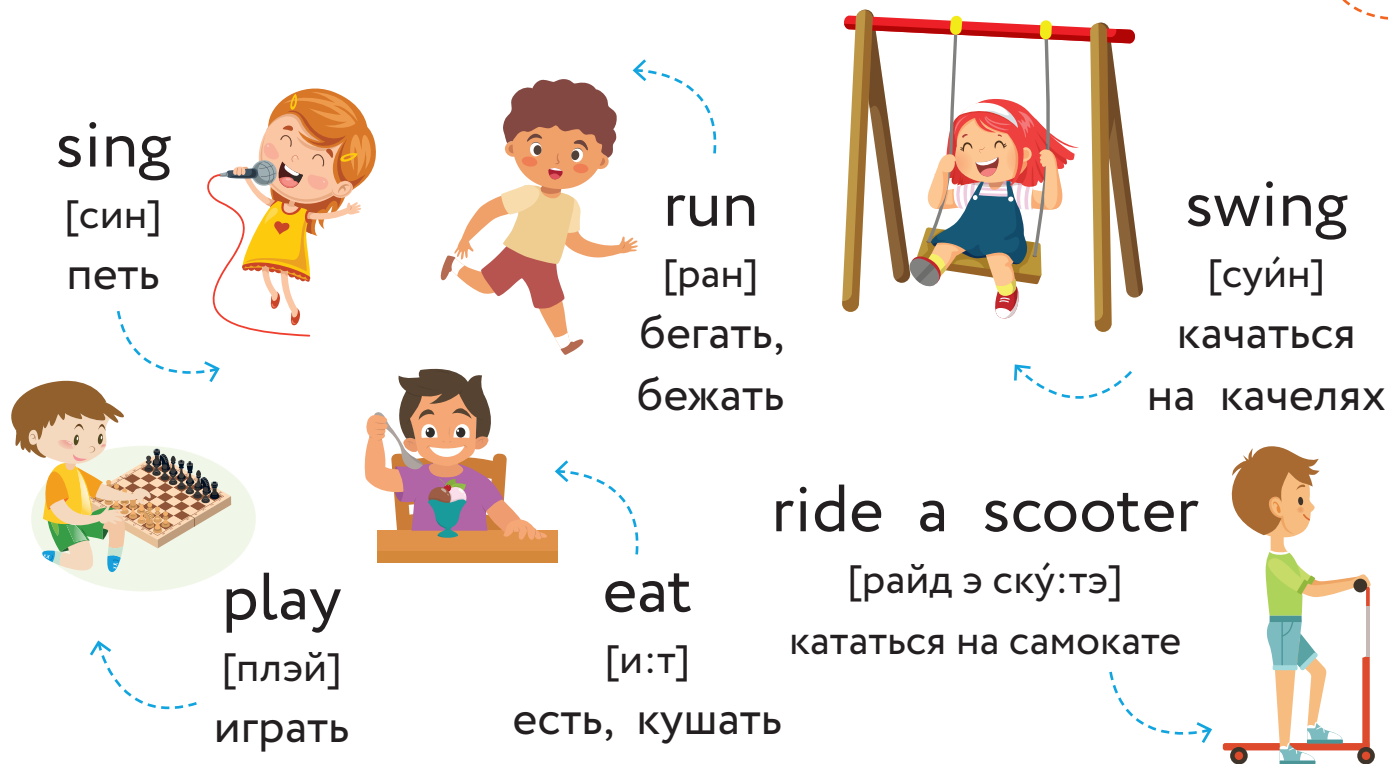 sing
[син]
петь
run
[ран]
бегать,
бежать
swing
[суи́н]
качаться
на качелях
play
[плэй]
играть
eat
[и:т]
есть, кушать
ride a scooter
[райд э ску́:тэ]
кататься на самокате